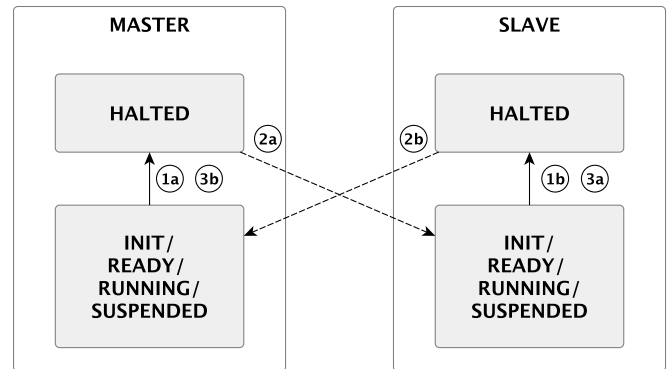 MASTER
SLAVE
HALTED
HALTED
2a
2b
1a 3b
1b 3a
INIT/
READY/
RUNNING/
SUSPENDED
INIT/
READY/
RUNNING/
SUSPENDED